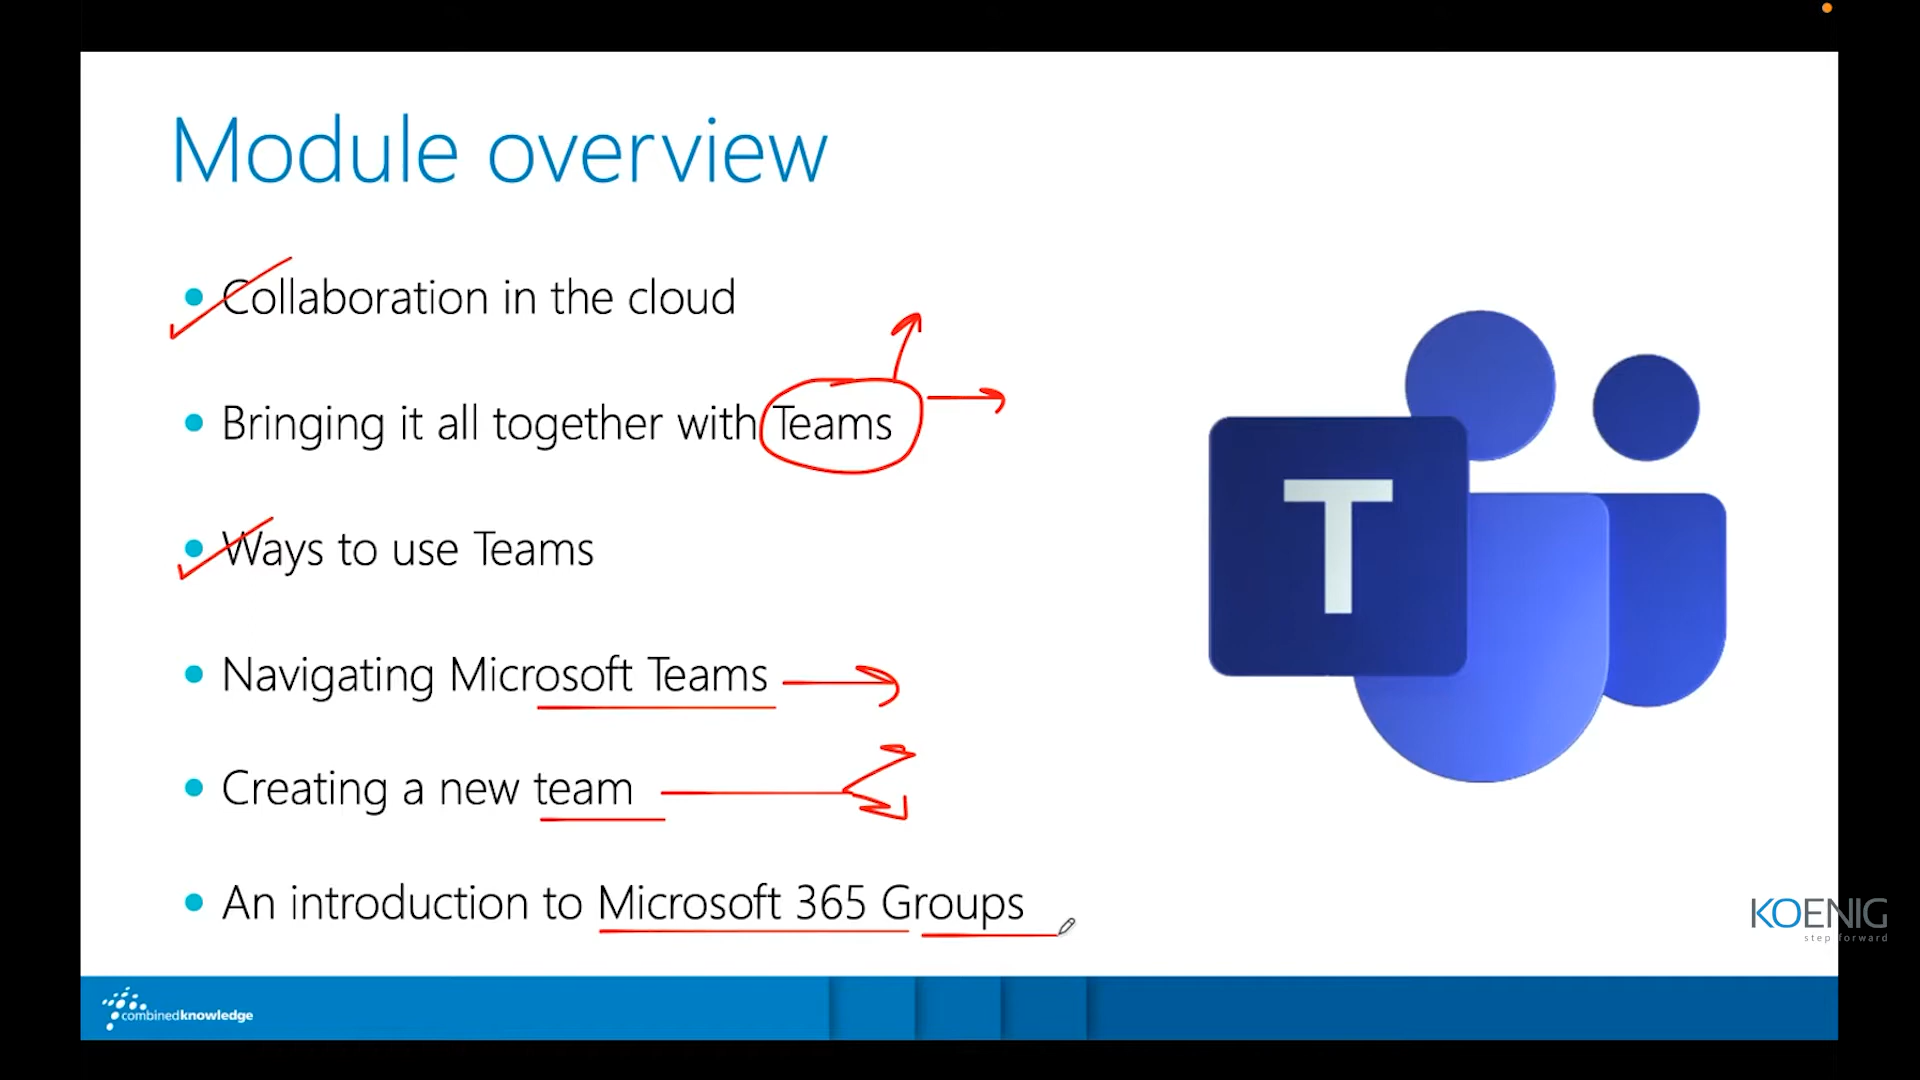 Module overview
Collaboration in the cloud
Bringing it all together with Teams
Ways to use Teams
Navigating Microsoft Teams
Creating a new team
An introduction to Microsoft 365 Groups
T
KOENIG
step forward
combinedknowledge